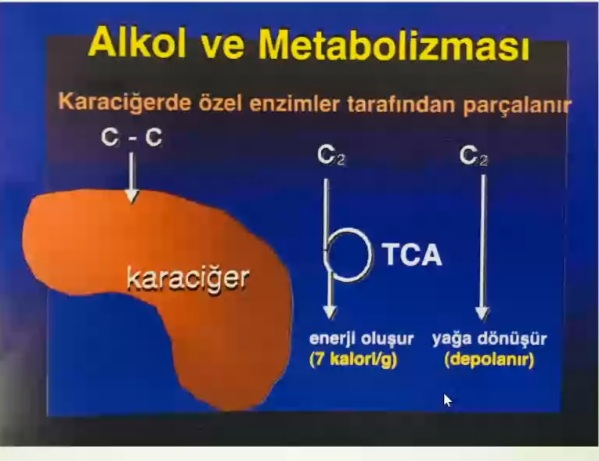 Alkol ve Metabolizması
Karaciğerde özel enzimler tarafından parçalanır
C - C
C₂
C₂
karaciğer
TCA
enerji oluşur
(7 kalori/g)
yağa dönüşür
(depolanır)